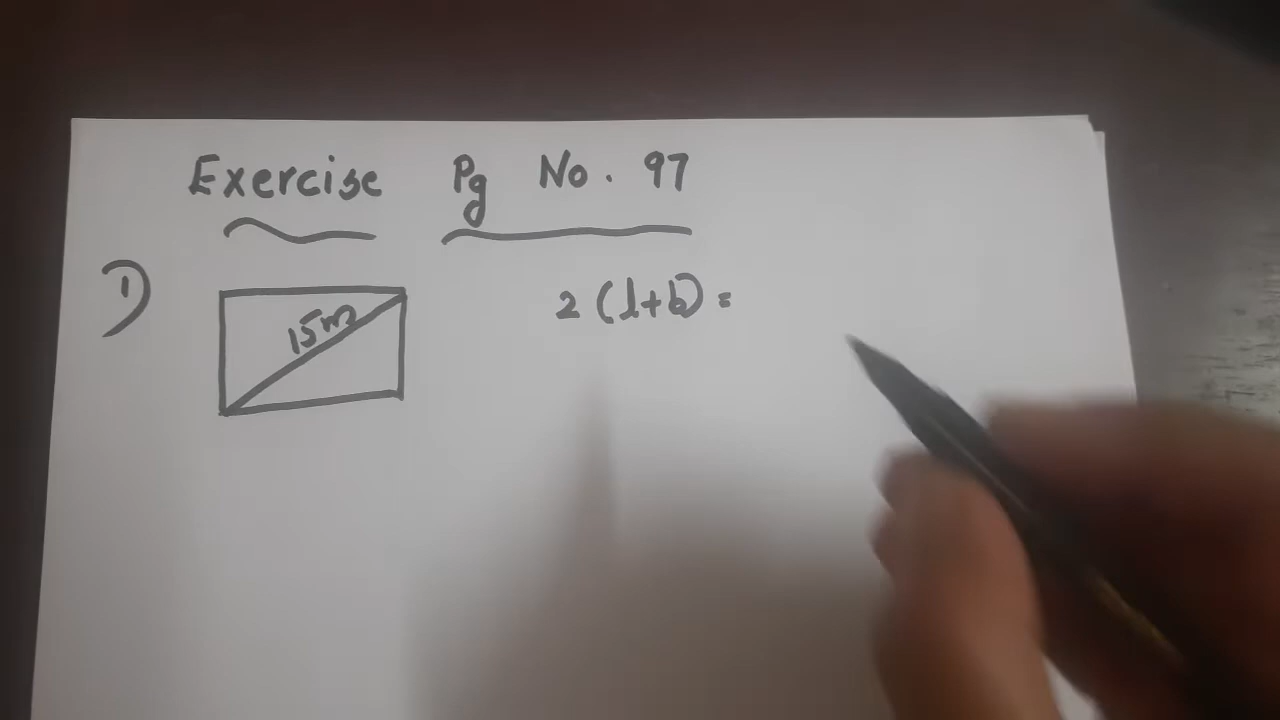 Exercise Pg No. 97
1)
15m
2 (l+b) =